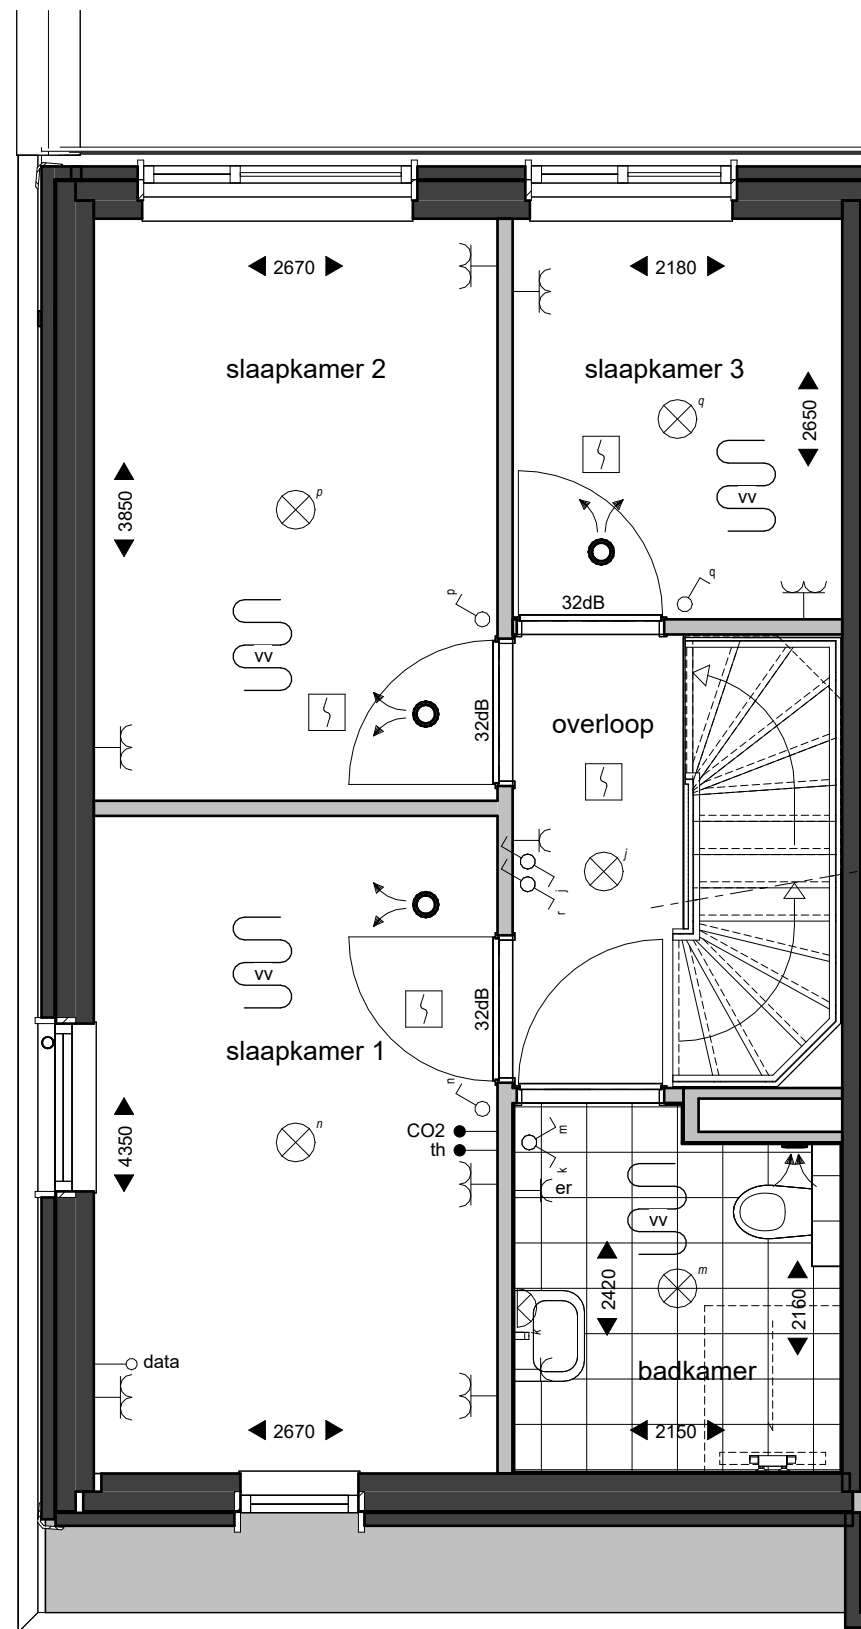 2670
2180
slaapkamer 2
slaapkamer 3
2650
q
p
3850
vv
q
32dB
p
vv
32dB
overloop
j
j
r
vv
32dB
slaapkamer 1
n
n
CO2
th
4350
m
k
er
vv
m
2420
2160
k
data
badkamer
2670
2150